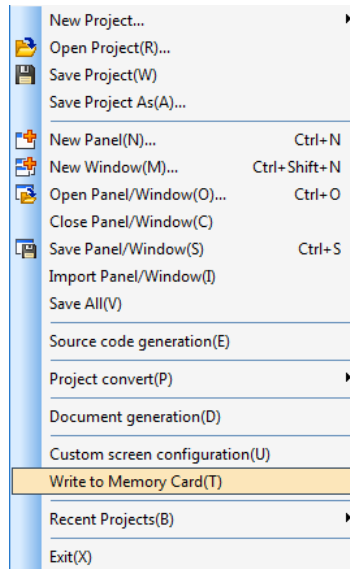 New Project...
Open Project(R)...
Save Project(W)
Save Project As(A)...
New Panel(N)... Ctrl+N
New Window(M)... Ctrl+Shift+N
Open Panel/Window(O)... Ctrl+O
Close Panel/Window(C)
Save Panel/Window(S) Ctrl+S
Import Panel/Window(I)
Save All(V)
Source code generation(E)
Project convert(P)
Document generation(D)
Custom screen configuration(U)
Write to Memory Card(T)
Recent Projects(B)
Exit(X)